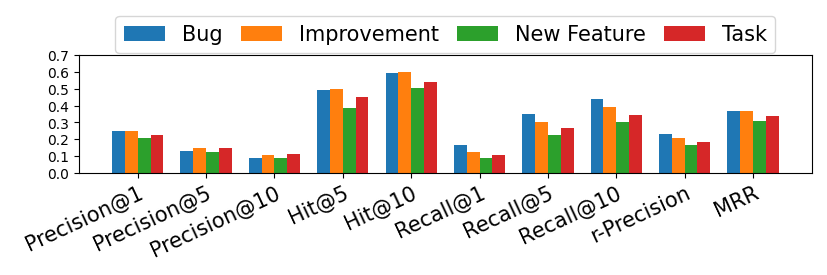 Bug Improvement New Feature Task
0.7
0.6
0.5
0.4
0.3
0.2
0.1
0.0
Precision@1
Precision@5
Precision@10
Hit@5
Hit@10
Recall@1
Recall@5
Recall@10
r-Precision
MRR